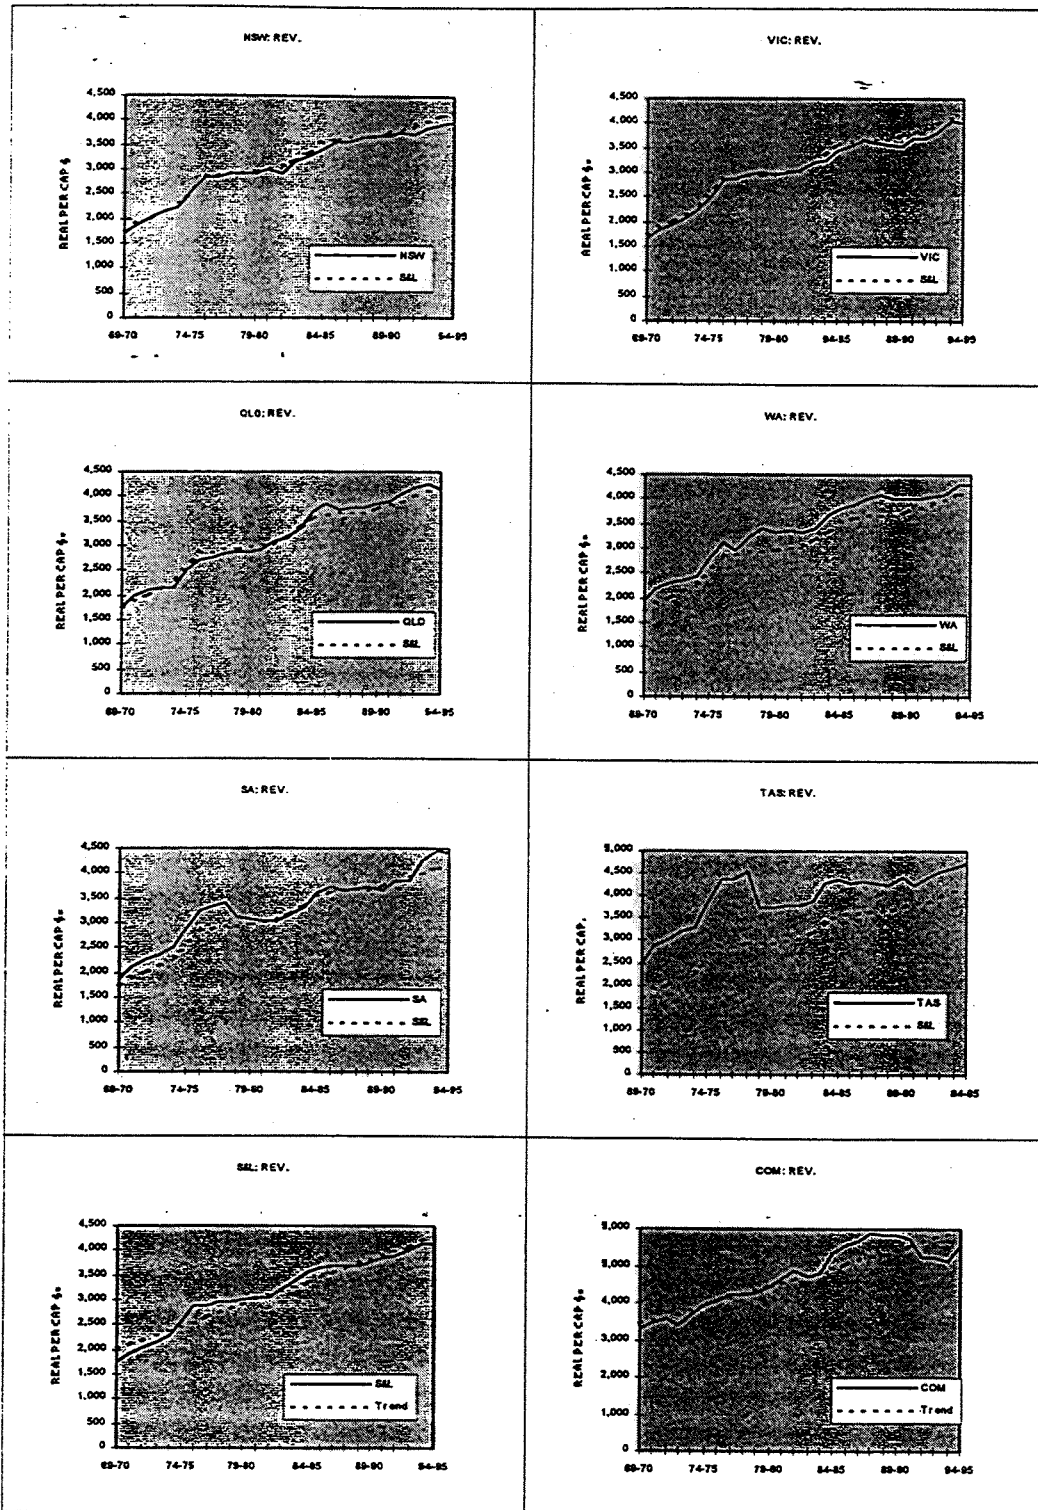 NSW: REV.
REAL PER CAP $s
4,500
4,000
3,500
3,000
2,500
2,000
1,500
1,000
500
0
NSW
S&L
69-70 74-75 79-80 84-85 89-90 94-95
VIC: REV.
REAL PER CAP $s
4,500
4,000
3,500
3,000
2,500
2,000
1,500
1,000
500
0
VIC
S&L
69-70 74-75 79-80 84-85 89-90 94-95
QLD: REV.
REAL PER CAP $s
4,500
4,000
3,500
3,000
2,500
2,000
1,500
1,000
500
0
QLD
S&L
69-70 74-75 79-80 84-85 89-90 94-95
WA: REV.
REAL PER CAP $s
4,500
4,000
3,500
3,000
2,500
2,000
1,500
1,000
500
0
WA
S&L
69-70 74-75 79-80 84-85 89-90 94-95
SA: REV.
REAL PER CAP $s
4,500
4,000
3,500
3,000
2,500
2,000
1,500
1,000
500
0
SA
S&L
69-70 74-75 79-80 84-85 89-90 94-95
TAS: REV.
REAL PER CAP.
5,000
4,500
4,000
3,500
3,000
2,500
2,000
1,500
1,000
500
0
TAS
S&L
69-70 74-75 79-80 84-85 89-90 94-95
S&L: REV.
REAL PER CAP $s
4,500
4,000
3,500
3,000
2,500
2,000
1,500
1,000
500
0
S&L
Trend
69-70 74-75 79-80 84-85 89-90 94-95
COM: REV.
REAL PER CAP $s
5,000
4,000
3,000
2,000
1,000
0
COM
Trend
69-70 74-75 79-80 84-85 89-90 94-95